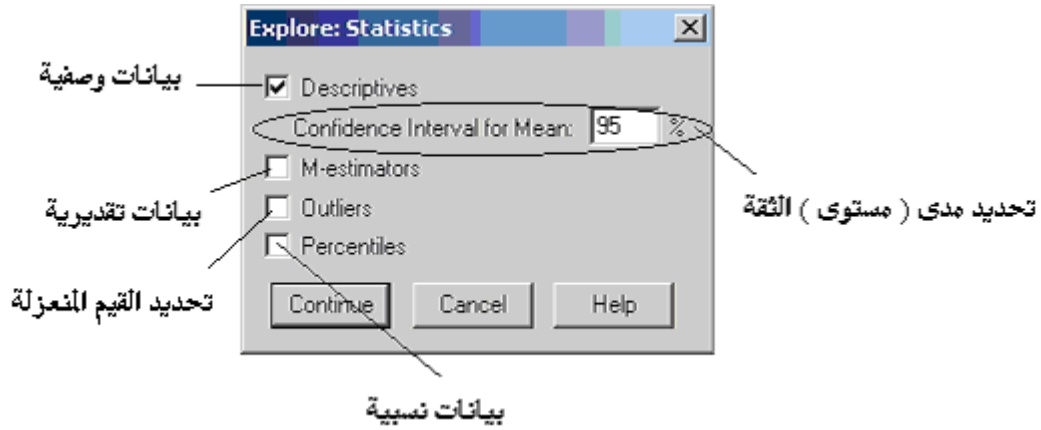 Explore: Statistics
بيانات وصفية
Descriptives
Confidence Interval for Mean: 95 %
M-estimators
بيانات تقديرية
Outliers
تحديد مدى ( مستوى ) الثقة
Percentiles
تحديد القيم المنعزلة
Continue Cancel Help
بيانات نسبية